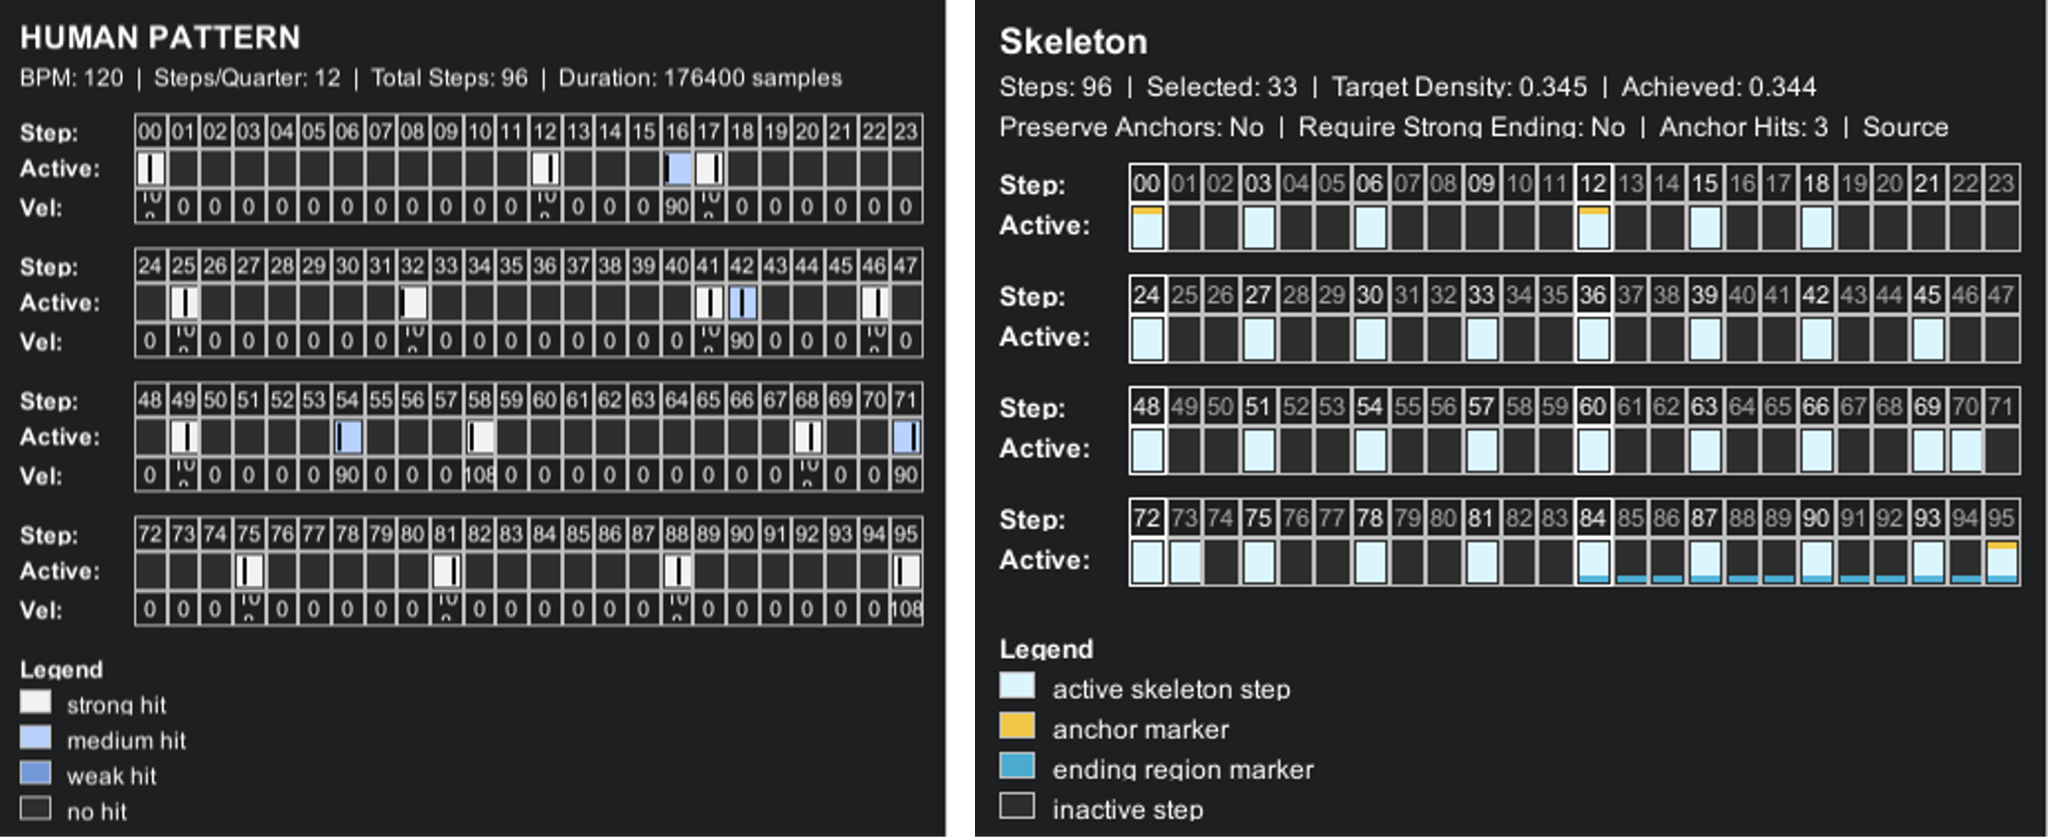 HUMAN PATTERN
BPM: 120 | Steps/Quarter: 12 | Total Steps: 96 | Duration: 176400 samples
Step: 00 01 02 03 04 05 06 07 08 09 10 11 12 13 14 15 16 17 18 19 20 21 22 23
Active:
Vel: 0 0 0 0 0 0 0 0 0 0 0 0 0 0 90 0 0 0 0 0 0
Step: 24 25 26 27 28 29 30 31 32 33 34 35 36 37 38 39 40 41 42 43 44 45 46 47
Active:
Vel: 0 0 0 0 0 0 0 0 0 0 0 0 0 0 0 90 0 0 0 0
Step: 48 49 50 51 52 53 54 55 56 57 58 59 60 61 62 63 64 65 66 67 68 69 70 71
Active:
Vel: 0 0 0 0 0 90 0 0 0 108 0 0 0 0 0 0 0 0 0 0 0 90
Step: 72 73 74 75 76 77 78 79 80 81 82 83 84 85 86 87 88 89 90 91 92 93 94 95
Active:
Vel: 0 0 0 0 0 0 0 0 0 0 0 0 0 0 0 0 0 0 0 0 108
Legend
strong hit
medium hit
weak hit
no hit
Skeleton
Steps: 96 | Selected: 33 | Target Density: 0.345 | Achieved: 0.344
Preserve Anchors: No | Require Strong Ending: No | Anchor Hits: 3 | Source
Step: 00 01 02 03 04 05 06 07 08 09 10 11 12 13 14 15 16 17 18 19 20 21 22 23
Active:
Step: 24 25 26 27 28 29 30 31 32 33 34 35 36 37 38 39 40 41 42 43 44 45 46 47
Active:
Step: 48 49 50 51 52 53 54 55 56 57 58 59 60 61 62 63 64 65 66 67 68 69 70 71
Active:
Step: 72 73 74 75 76 77 78 79 80 81 82 83 84 85 86 87 88 89 90 91 92 93 94 95
Active:
Legend
active skeleton step
anchor marker
ending region marker
inactive step